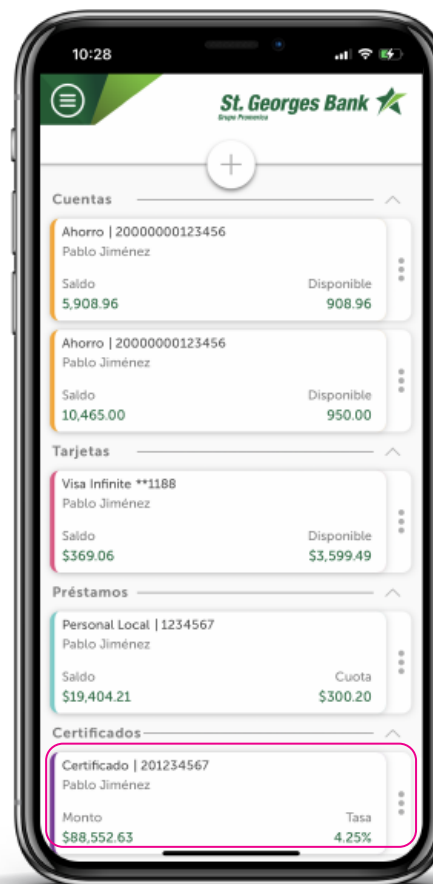 10:28
St. Georges Bank
Grupo Promerica
Cuentas
Ahorro | 20000000123456
Pablo Jiménez
Saldo Disponible
5,908.96 908.96
Ahorro | 20000000123456
Pablo Jiménez
Saldo Disponible
10,465.00 950.00
Tarjetas
Visa Infinite **1188
Pablo Jiménez
Saldo Disponible
$369.06 $3,599.49
Préstamos
Personal Local | 1234567
Pablo Jiménez
Saldo Cuota
$19,404.21 $300.20
Certificados
Certificado | 201234567
Pablo Jiménez
Monto Tasa
$88,552.63 4.25%